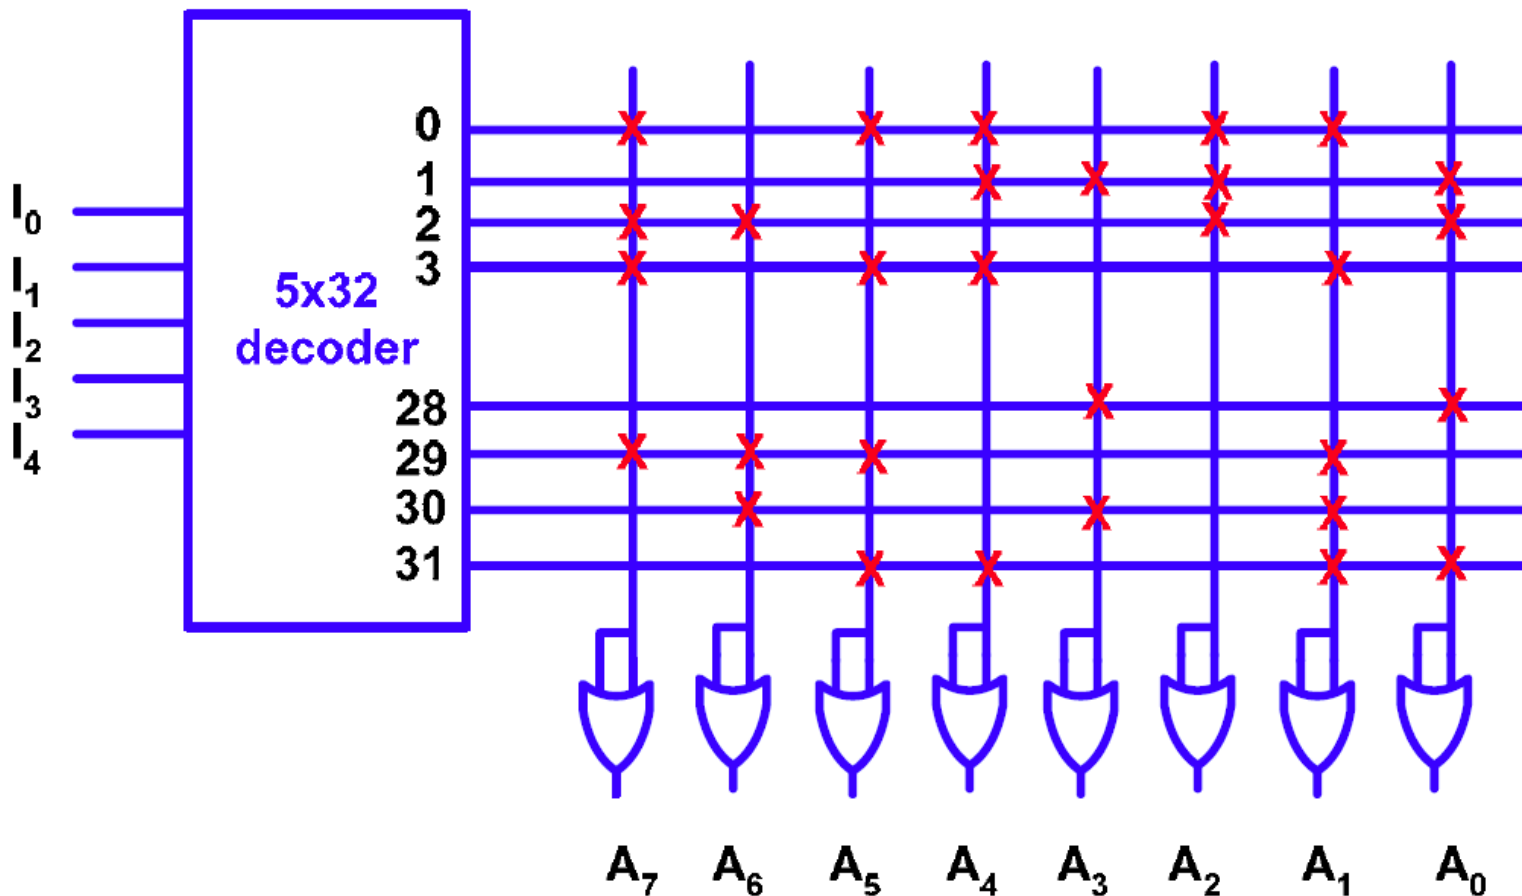 0
1
2
3
28
29
30
31
I₀
I₁
I₂
I₃
I₄
5x32
decoder
A₇ A₆ A₅ A₄ A₃ A₂ A₁ A₀